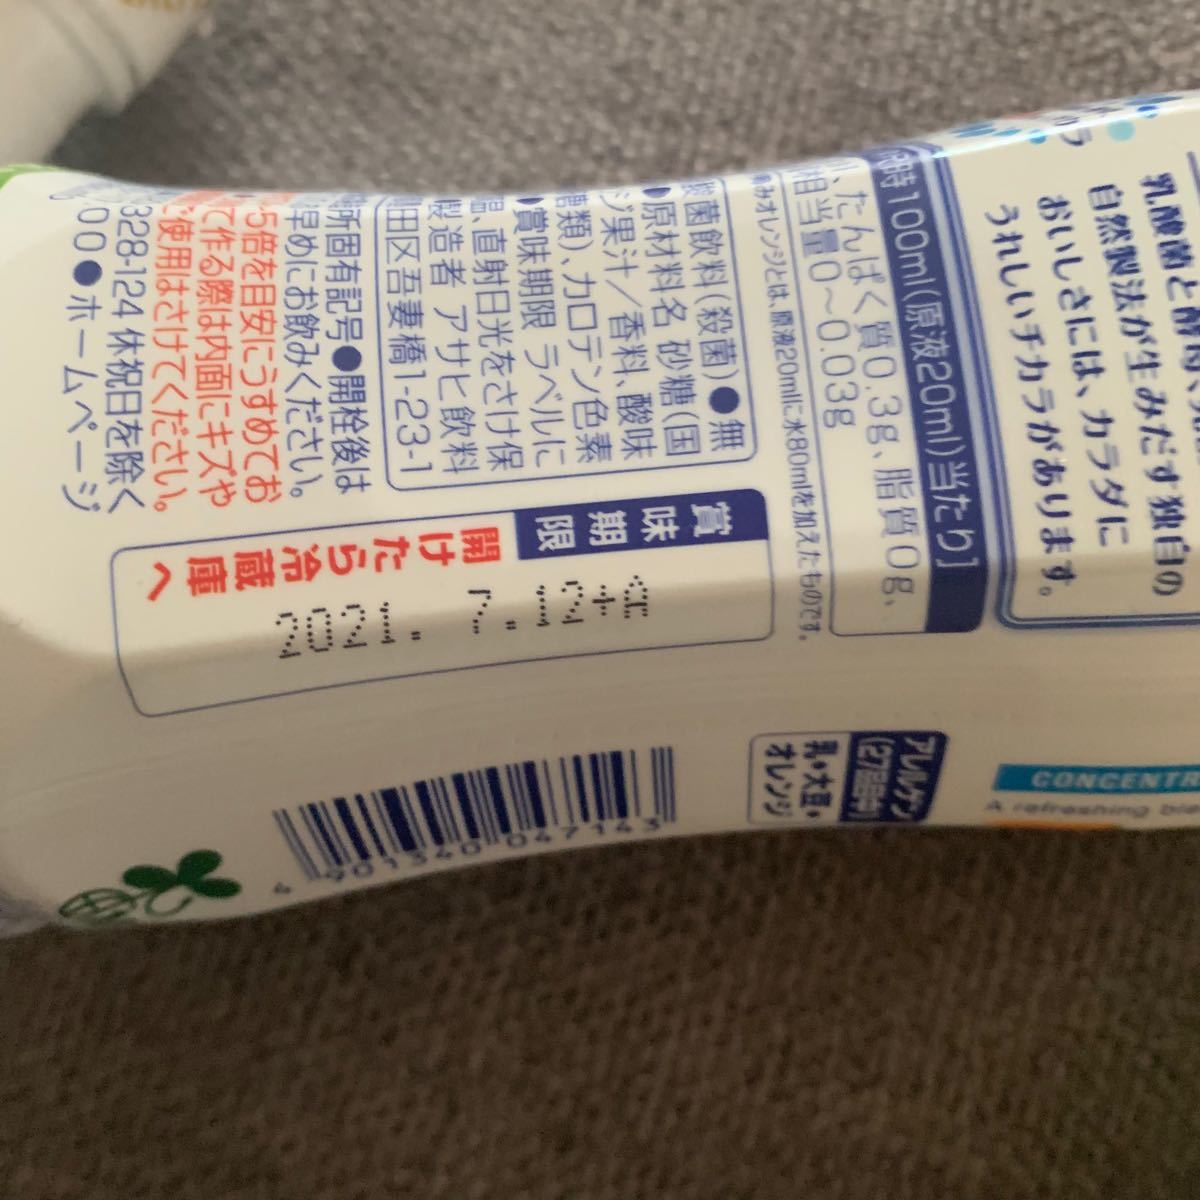 乳酸菌と酵母、
自然製法が生みだす独自の
おいしさには、カラダに
うれしいチカラがあります。
100ml(原液20ml)当たり]
たんぱく質0.3g、脂質0g、
相当量0〜0.03g
オレンジとは、原液20mlに水80mlを加えたものです。
菌飲料(殺菌)●無
●原材料名 砂糖(国
ジ果汁/香料、酸味
糖類)、カロテン色素
●賞味期限 ラベルに
温、直射日光をさけ保
製造者 アサヒ飲料
田区吾妻橋1-23-1
所固有記号●開栓後は
早めにお飲みください。
5倍を目安にうすめてお
て作る際は内面にキズや
ご使用はさけてください。
328-124 休祝日を除く
00●ホームページ
賞味期限
開けたら冷蔵庫へ
2021. 7.12+
アレルゲン
(27品目中)
乳・大豆・
オレンジ
4 901340 047143
CONCENTR
A refreshing ble